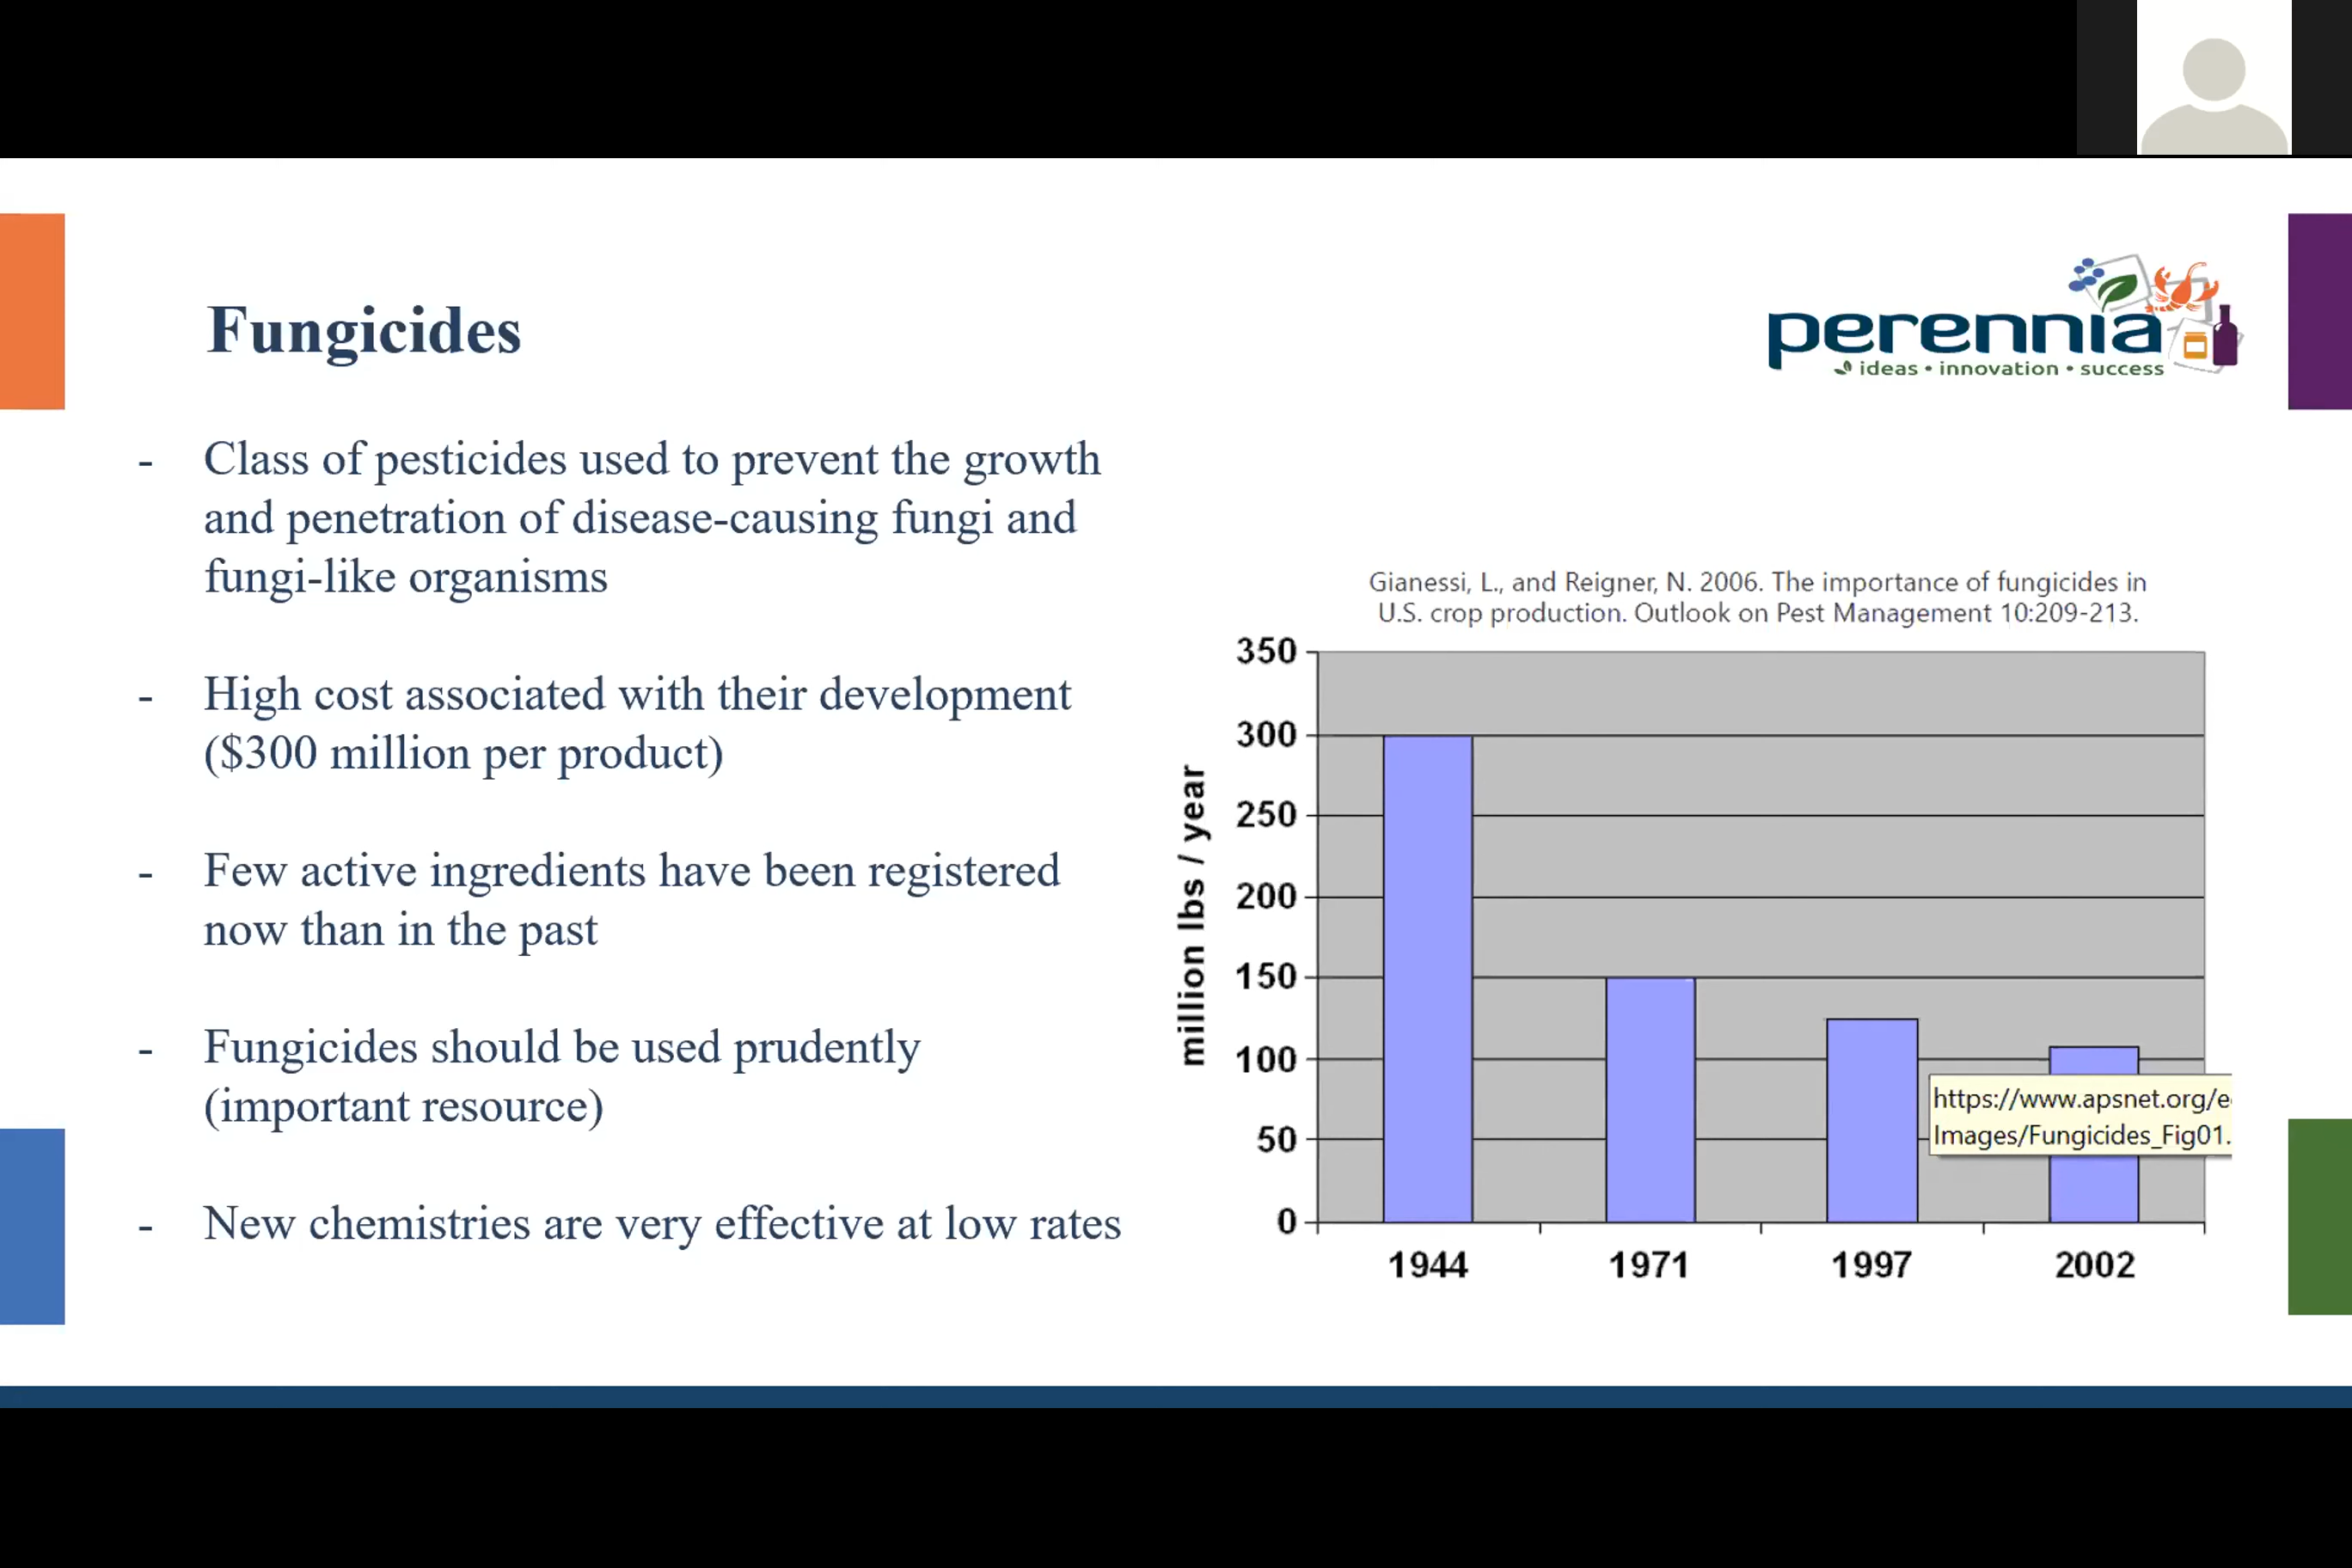 Fungicides
perennia
ideas • innovation • success
- Class of pesticides used to prevent the growth
and penetration of disease-causing fungi and
fungi-like organisms
- High cost associated with their development
($300 million per product)
- Few active ingredients have been registered
now than in the past
- Fungicides should be used prudently
(important resource)
- New chemistries are very effective at low rates
Gianessi, L., and Reigner, N. 2006. The importance of fungicides in
U.S. crop production. Outlook on Pest Management 10:209-213.
million lbs / year
350
300
250
200
150
100
50
0
1944 1971 1997 2002
https://www.apsnet.org/e
Images/Fungicides_Fig01.